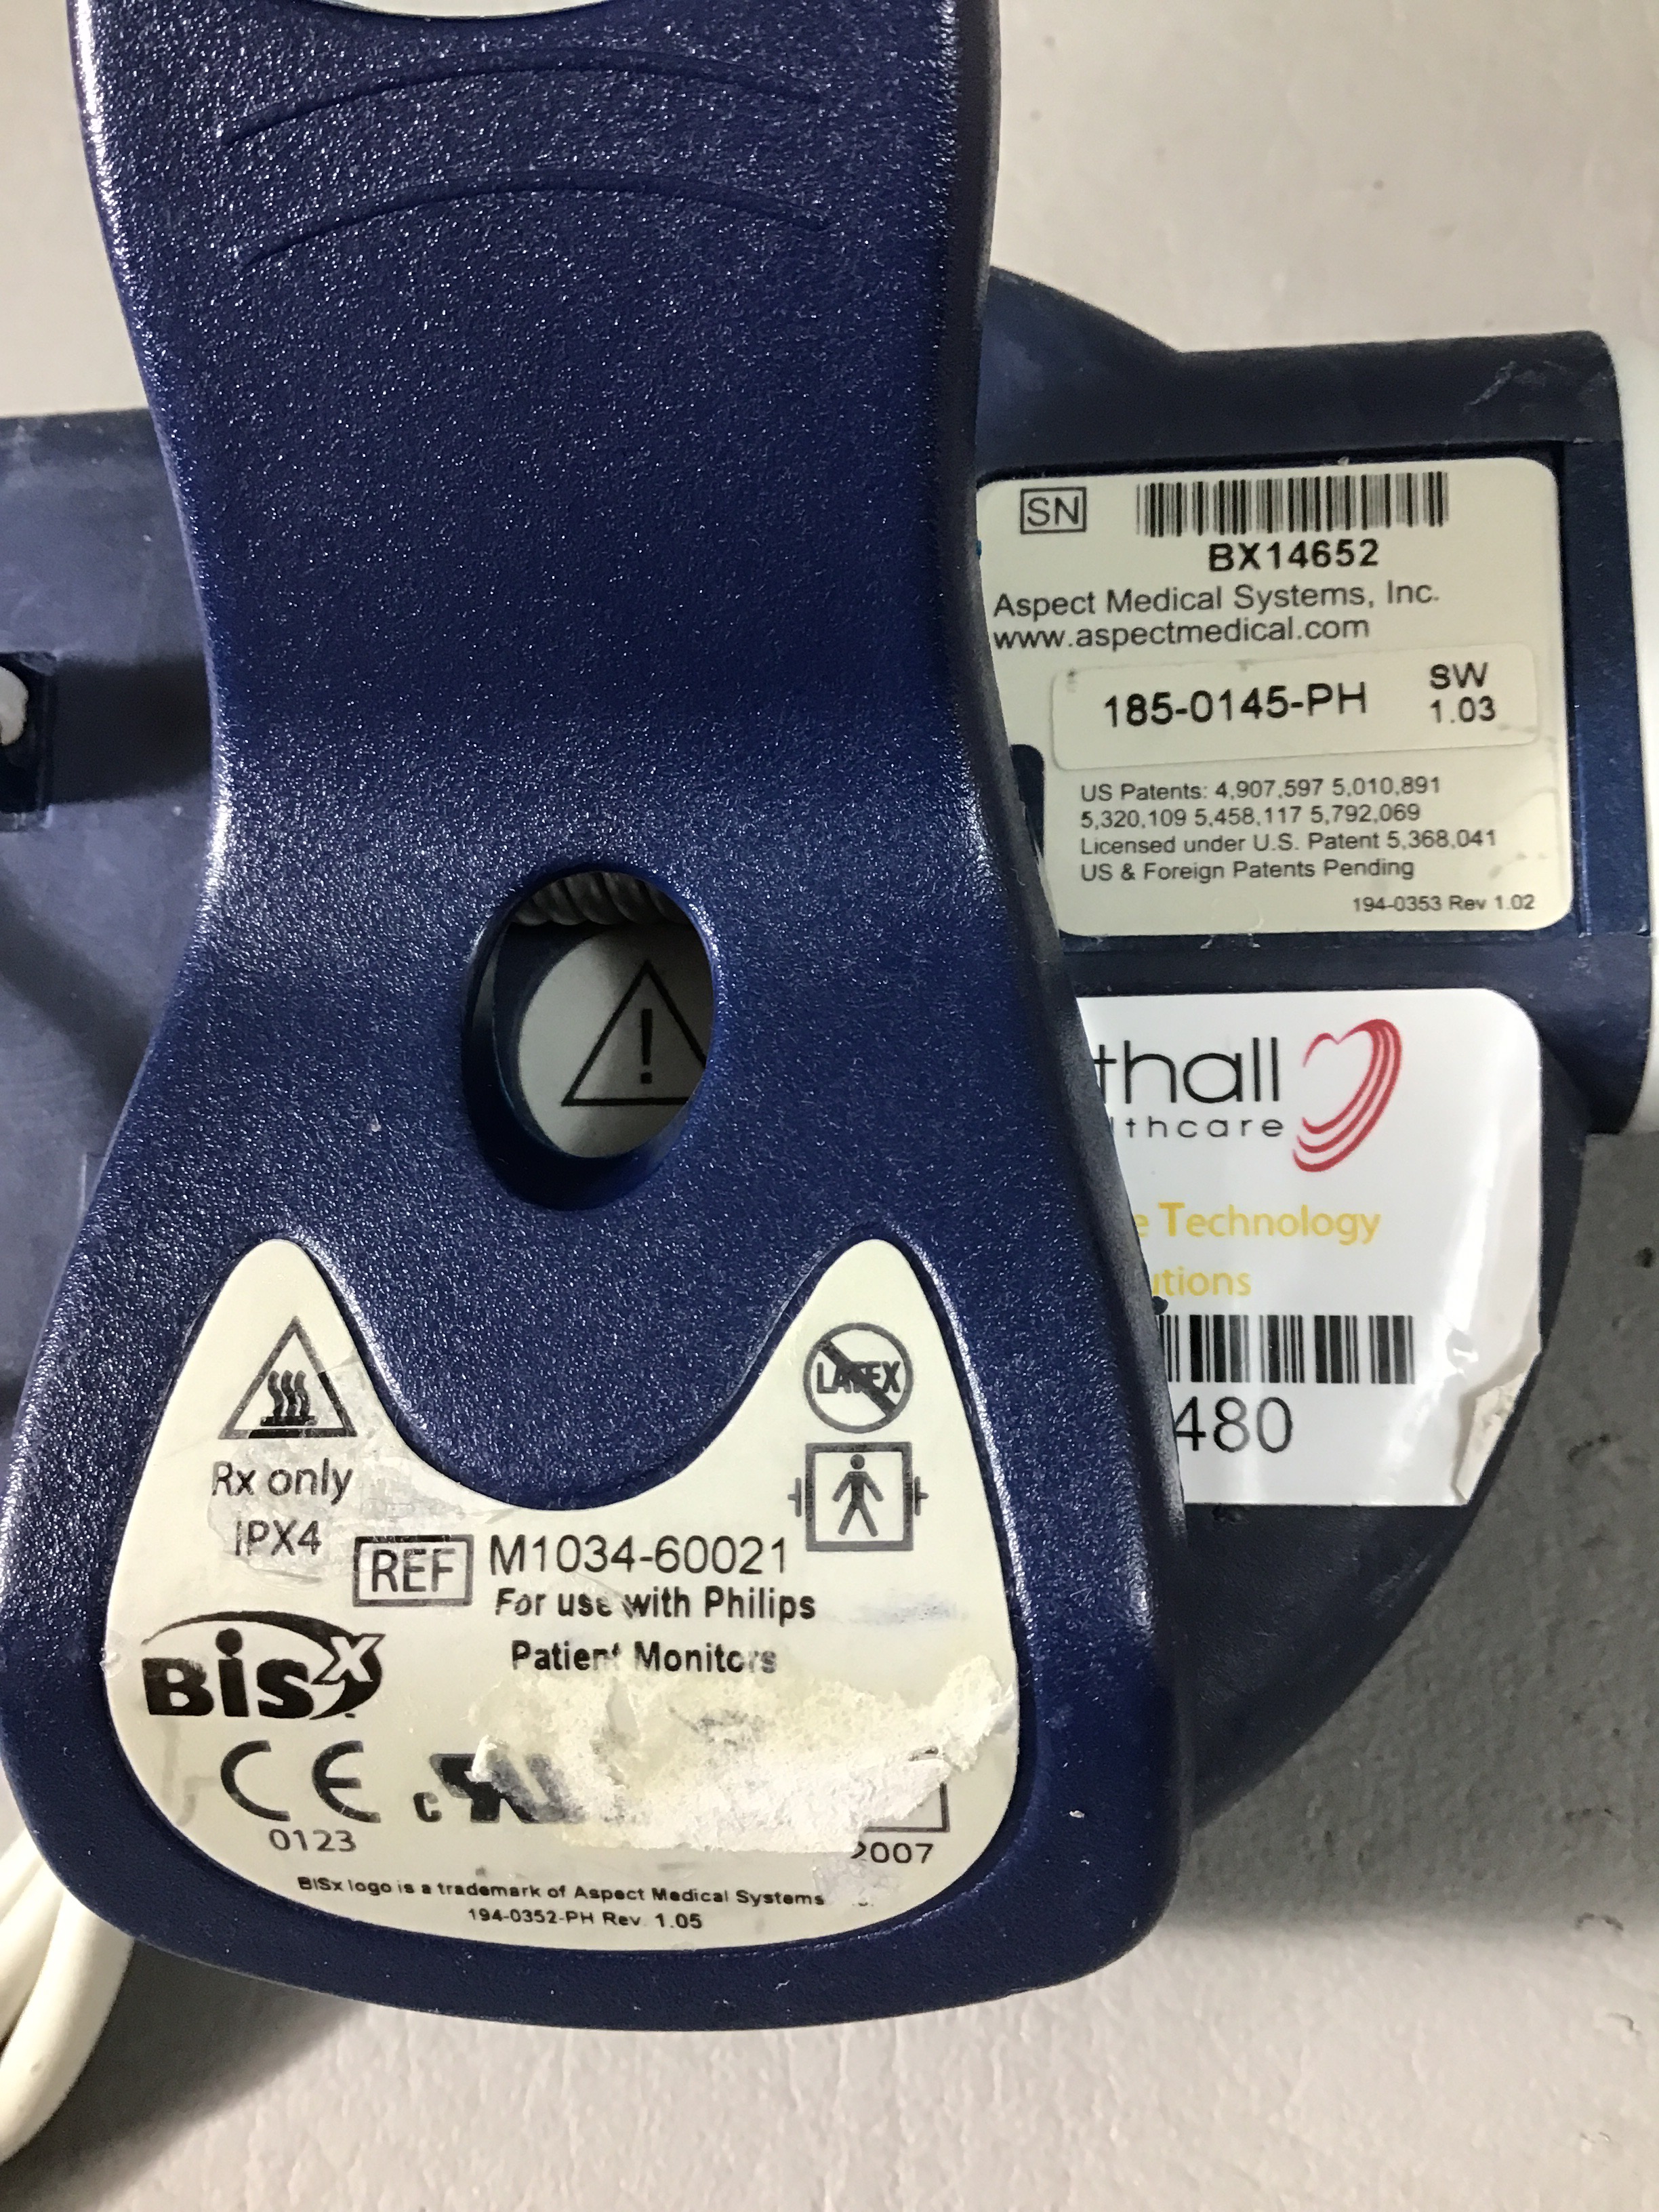 SN
BX14652
Aspect Medical Systems, Inc.
www.aspectmedical.com
185-0145-PH
SW
1.03
US Patents: 4,907,597 5,010,891
5,320,109 5,458,117 5,792,069
Licensed under U.S. Patent 5,368,041
US & Foreign Patents Pending
194-0353 Rev 1.02
thall
lthcare
e Technology
utions
480
!
LATEX
Rx only
IPX4
REF M1034-60021
For use with Philips
Patient Monitors
BISx
CE
0123
c
2007
BISx logo is a trademark of Aspect Medical Systems
194-0352-PH Rev. 1.05